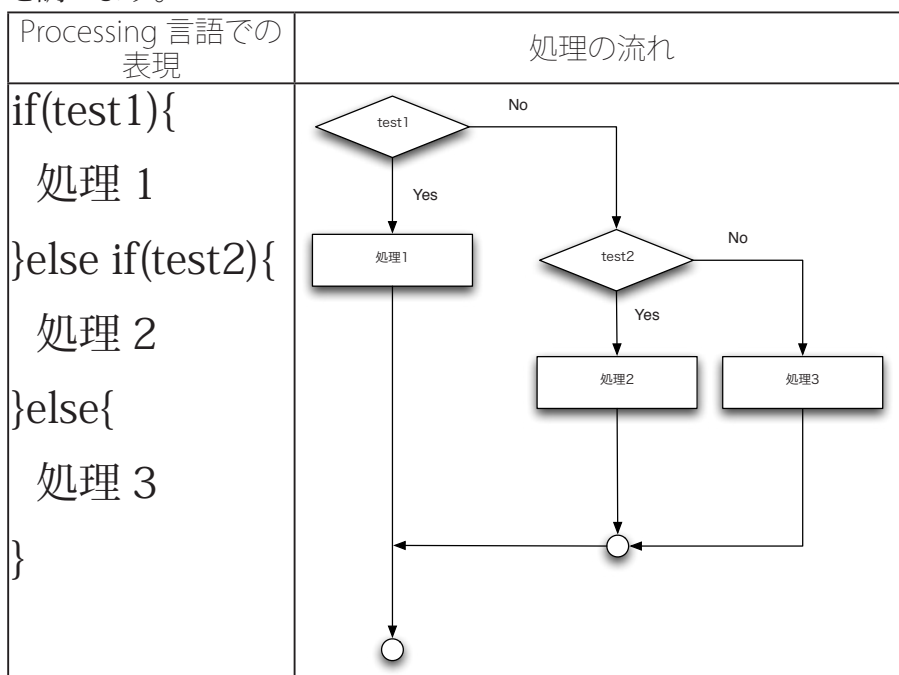 Processing 言語での
表現
処理の流れ
if(test1){
処理 1
}else if(test2){
処理 2
}else{
処理 3
}
test1
No
Yes
処理1
test2
No
Yes
処理2
処理3